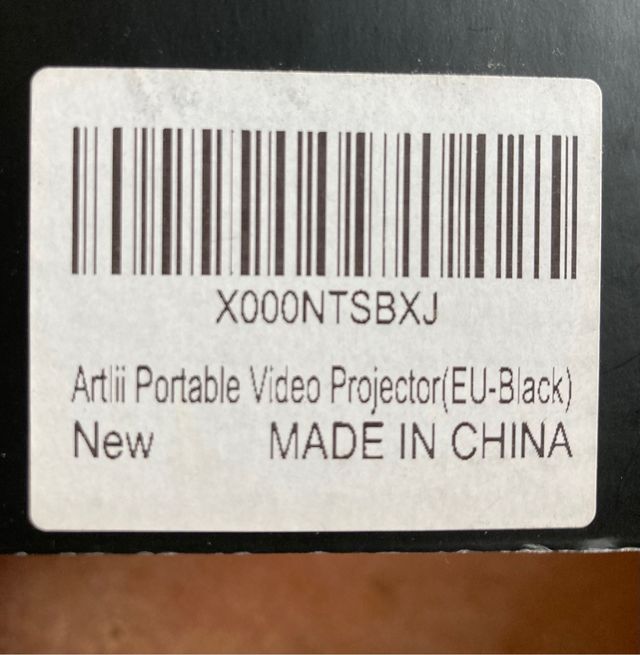 X000NTSBXJ
Artlii Portable Video Projector(EU-Black)
New MADE IN CHINA